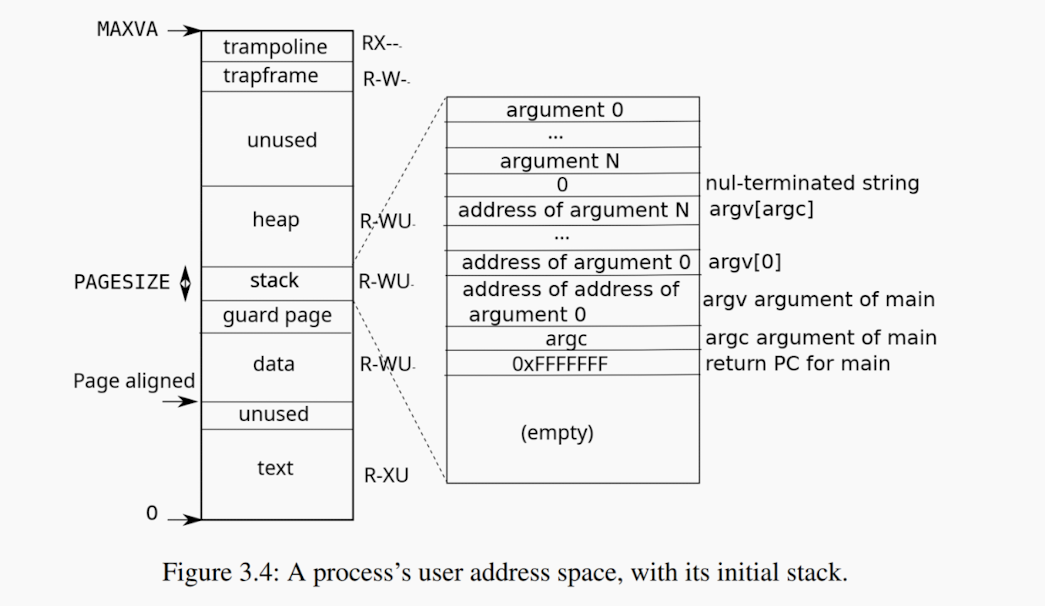 MAXVA
trampoline RX--
trapframe R-W-
unused
heap R-WU
PAGESIZE stack R-WU
guard page
data R-WU
Page aligned
unused
text R-XU
0
argument 0
...
argument N
0 nul-terminated string
address of argument N argv[argc]
...
address of argument 0 argv[0]
address of address of
argument 0 argv argument of main
argc argc argument of main
0xFFFFFFF return PC for main
(empty)
Figure 3.4: A process’s user address space, with its initial stack.